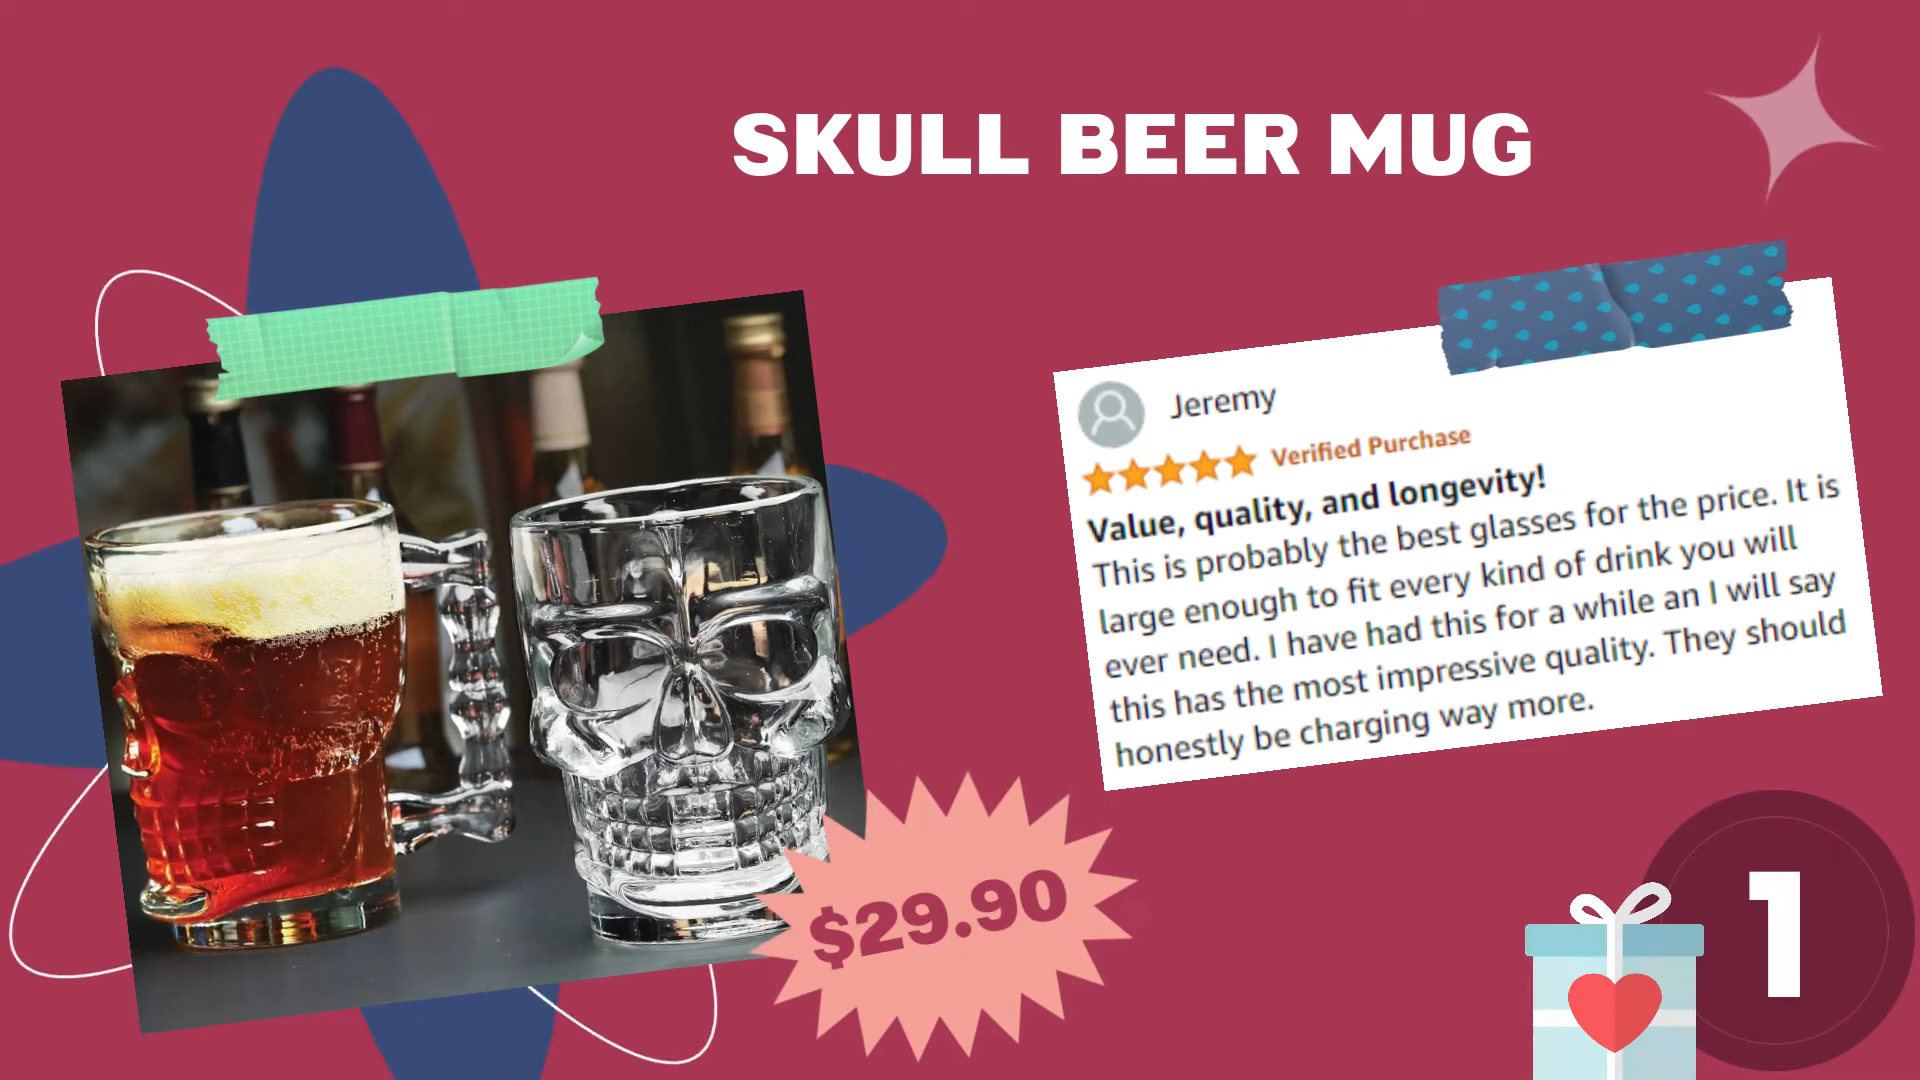 SKULL BEER MUG
Jeremy
Verified Purchase
Value, quality, and longevity!
This is probably the best glasses for the price. It is
large enough to fit every kind of drink you will
ever need. I have had this for a while an I will say
this has the most impressive quality. They should
honestly be charging way more.
$29.90
1